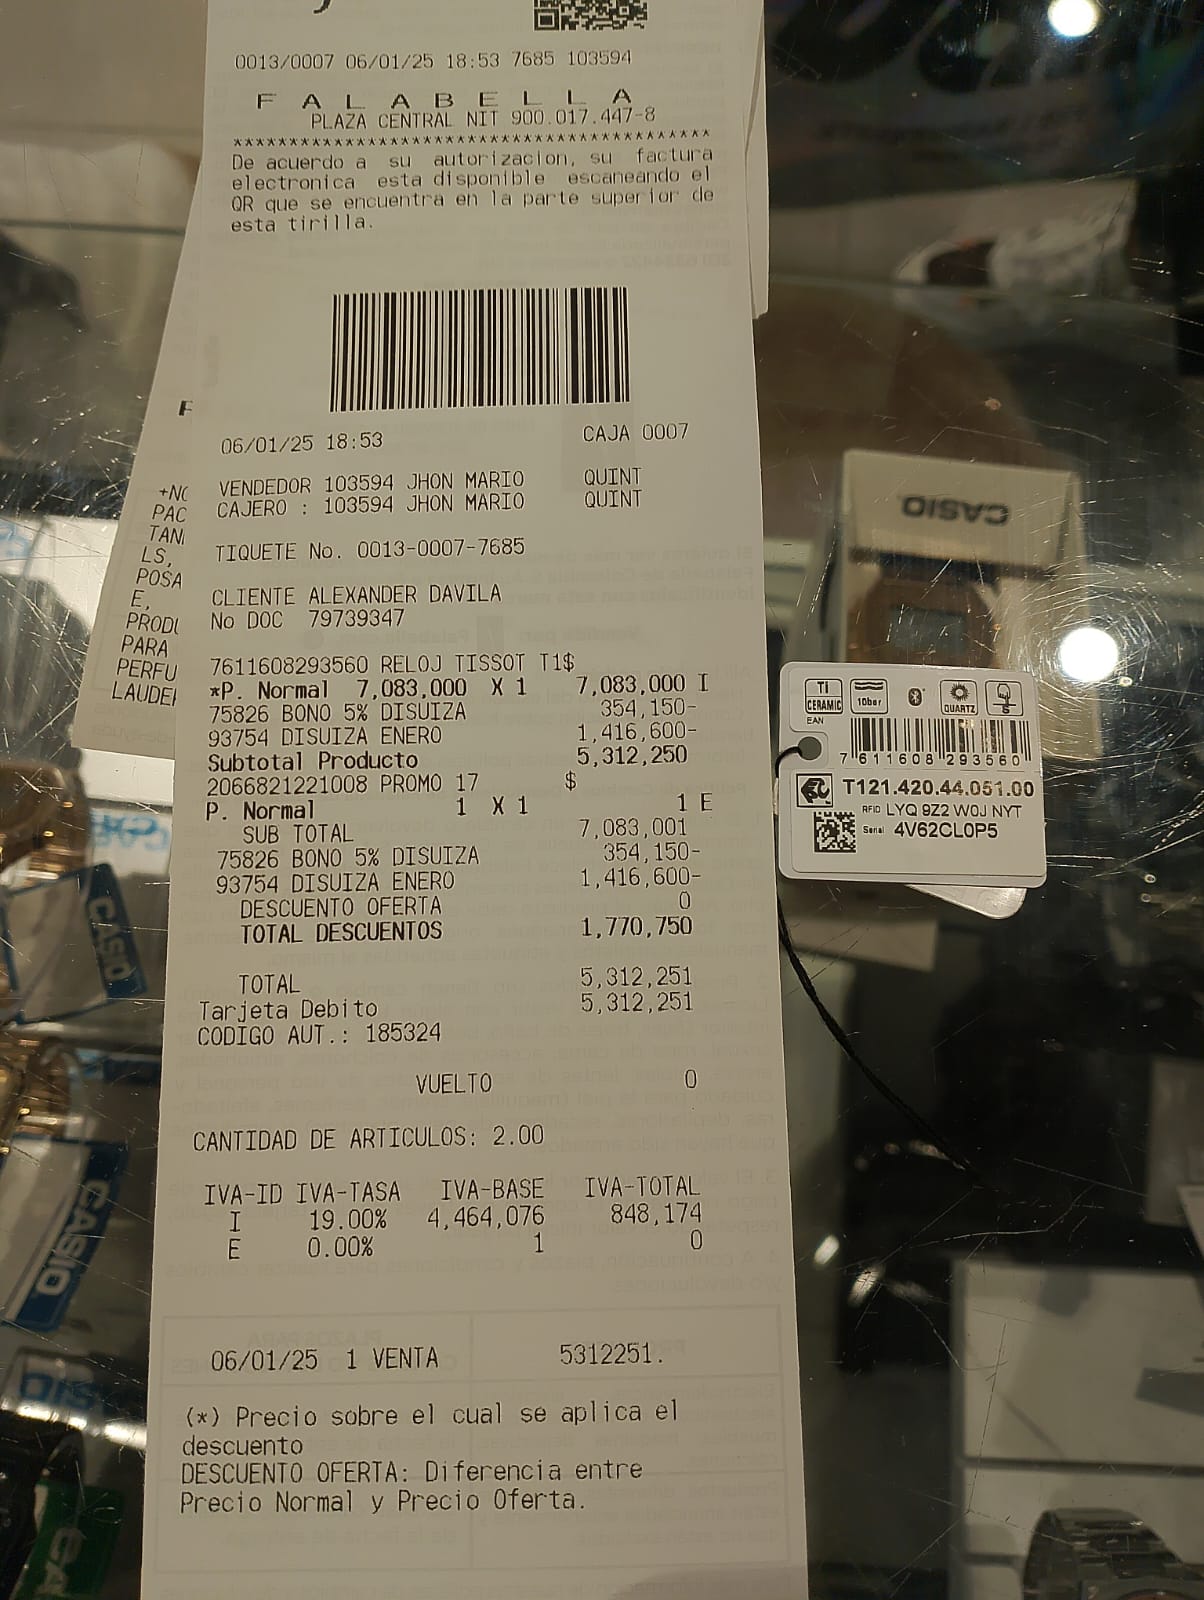 0013/0007 06/01/25 18:53 7685 103594
F A L A B E L L A
PLAZA CENTRAL NIT 900.017.447-8
*****************************************
De acuerdo a su autorizacion, su factura
electronica esta disponible escaneando el
QR que se encuentra en la parte superior de
esta tirilla.
06/01/25 18:53 CAJA 0007
VENDEDOR 103594 JHON MARIO QUINT
CAJERO : 103594 JHON MARIO QUINT
TIQUETE No. 0013-0007-7685
CLIENTE ALEXANDER DAVILA
No DOC 79739347
7611608293560 RELOJ TISSOT T1$
*P. Normal 7,083,000 X 1 7,083,000 I
75826 BONO 5% DISUIZA 354,150-
93754 DISUIZA ENERO 1,416,600-
Subtotal Producto 5,312,250
2066821221008 PROMO 17 $
P. Normal 1 X 1 1 E
SUB TOTAL 7,083,001
75826 BONO 5% DISUIZA 354,150-
93754 DISUIZA ENERO 1,416,600-
DESCUENTO OFERTA 0
TOTAL DESCUENTOS 1,770,750
TOTAL 5,312,251
Tarjeta Debito 5,312,251
CODIGO AUT.: 185324
VUELTO 0
CANTIDAD DE ARTICULOS: 2.00
IVA-ID IVA-TASA IVA-BASE IVA-TOTAL
I 19.00% 4,464,076 848,174
E 0.00% 1 0
06/01/25 1 VENTA 5312251.
(*) Precio sobre el cual se aplica el
descuento
DESCUENTO OFERTA: Diferencia entre
Precio Normal y Precio Oferta.
F
+NO
PAC
TAN
LS,
POSA
E,
PRODU
PARA
PERFU
LAUDER
CASIO
TI
CERAMIC
10bar
QUARTZ
S
EAN
7 611608 293560
T121.420.44.051.00
RFID LYQ 9Z2 W0J NYT
Serial 4V62CL0P5
CASIO
CASIO